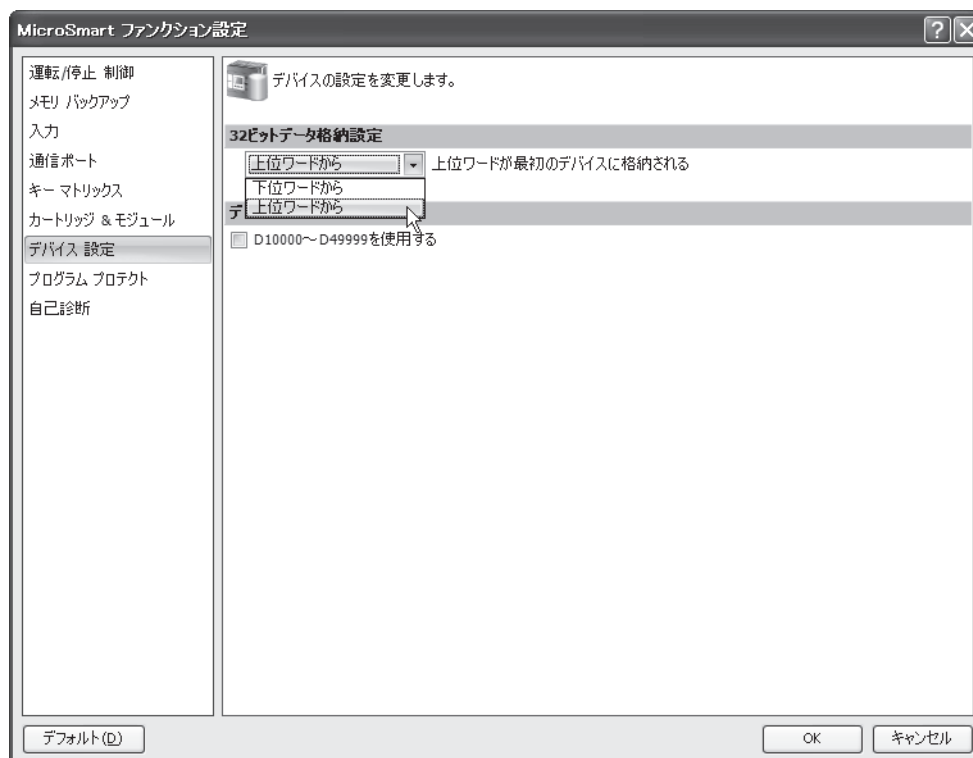 MicroSmart ファンクション設定
運転/停止 制御
メモリ バックアップ
入力
通信ポート
キー マトリックス
カートリッジ & モジュール
デバイス 設定
プログラム プロテクト
自己診断
デバイスの設定を変更します。
32ビットデータ格納設定
上位ワードから 上位ワードが最初のデバイスに格納される
下位ワードから
上位ワードから
デ
D10000~D49999を使用する
デフォルト(D)
OK
キャンセル